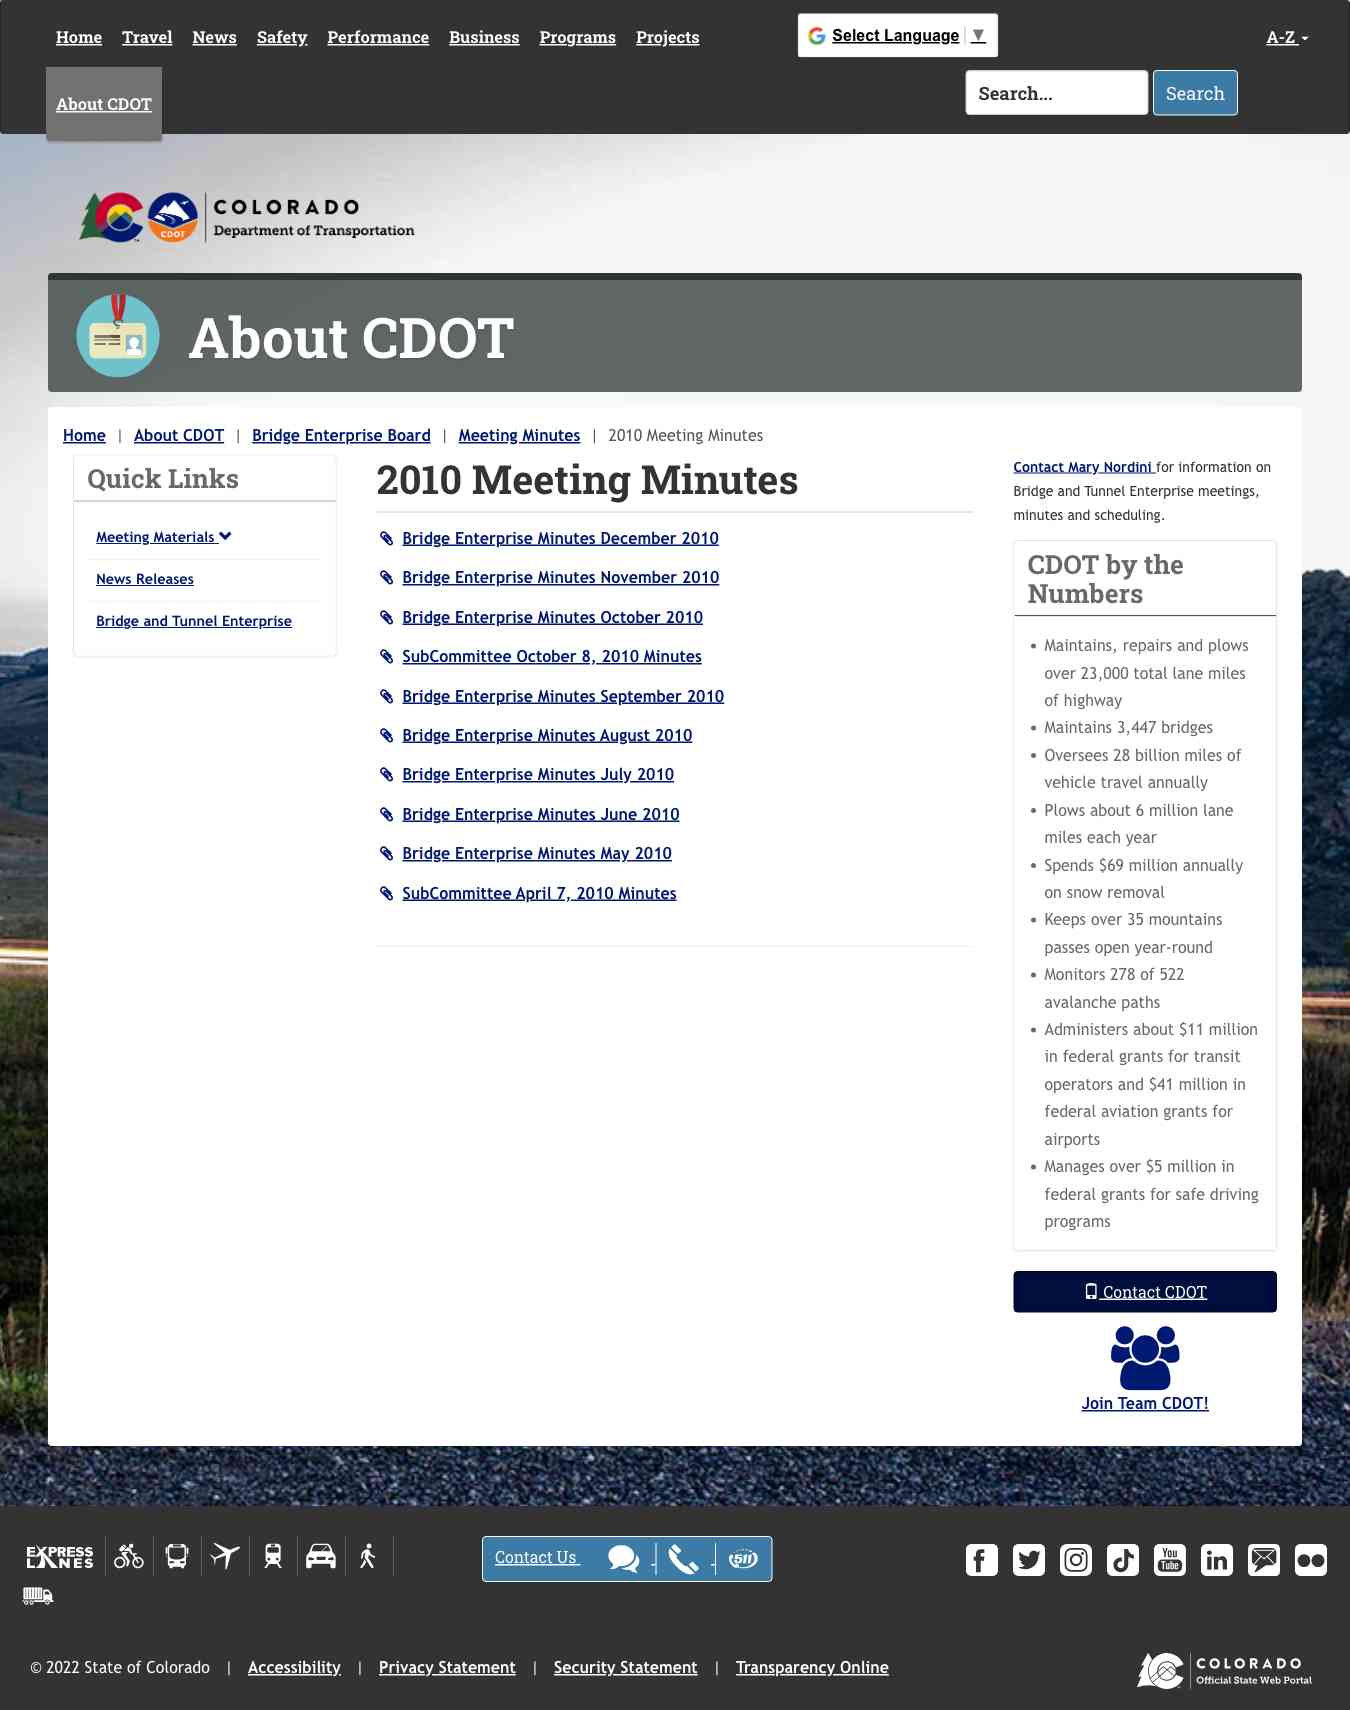 Home Travel News Safety Performance Business Programs Projects
Select Language ▼
A-Z
About CDOT
Search...
Search
CDOT
COLORADO
Department of Transportation
About CDOT
Home | About CDOT | Bridge Enterprise Board | Meeting Minutes | 2010 Meeting Minutes
Quick Links
Meeting Materials
News Releases
Bridge and Tunnel Enterprise
2010 Meeting Minutes
Bridge Enterprise Minutes December 2010
Bridge Enterprise Minutes November 2010
Bridge Enterprise Minutes October 2010
SubCommittee October 8, 2010 Minutes
Bridge Enterprise Minutes September 2010
Bridge Enterprise Minutes August 2010
Bridge Enterprise Minutes July 2010
Bridge Enterprise Minutes June 2010
Bridge Enterprise Minutes May 2010
SubCommittee April 7, 2010 Minutes
Contact Mary Nordini for information on
Bridge and Tunnel Enterprise meetings,
minutes and scheduling.
CDOT by the
Numbers
• Maintains, repairs and plows
over 23,000 total lane miles
of highway
• Maintains 3,447 bridges
• Oversees 28 billion miles of
vehicle travel annually
• Plows about 6 million lane
miles each year
• Spends $69 million annually
on snow removal
• Keeps over 35 mountains
passes open year-round
• Monitors 278 of 522
avalanche paths
• Administers about $11 million
in federal grants for transit
operators and $41 million in
federal aviation grants for
airports
• Manages over $5 million in
federal grants for safe driving
programs
Contact CDOT
Join Team CDOT!
EXPRESS
LANES
Contact Us
511
You
Tube
in
© 2022 State of Colorado | Accessibility | Privacy Statement | Security Statement | Transparency Online
COLORADO
Official State Web Portal